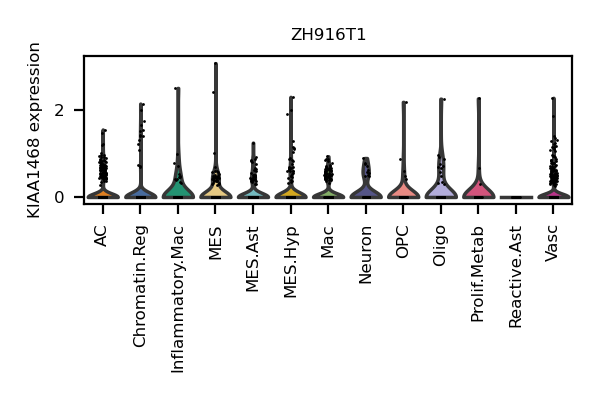 ZH916T1
KIAA1468 expression
2
0
AC
Chromatin.Reg
Inflammatory.Mac
MES
MES.Ast
MES.Hyp
Mac
Neuron
OPC
Oligo
Prolif.Metab
Reactive.Ast
Vasc